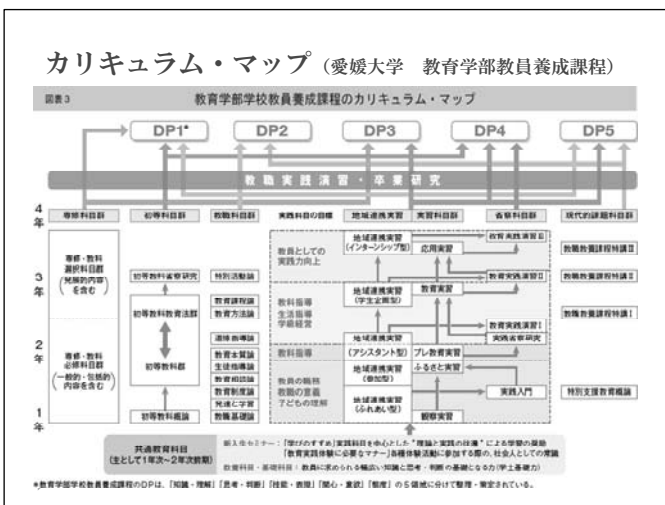 カリキュラム・マップ（愛媛大学　教育学部教員養成課程）
図表3
教育学部学校教員養成課程のカリキュラム・マップ
DP1* DP2 DP3 DP4 DP5
教職実践演習・卒業研究
4年
専修科目群 初等科目群 教職科目群 実践科目の目標 地域連携実習 実習科目群 省察科目群 現代的課題科目群
教員としての
実践力向上
地域連携実習
(インターンシップ型)
応用実習
教育実践演習Ⅲ
教職教養課程特講Ⅲ
3年
専修・教科
選択科目群
(発展的内容
を含む)
初等教科省察研究
特別活動論
教育実践演習Ⅱ
教職教養課程特講Ⅱ
教科指導
生活指導
学級経営
地域連携実習
(学生企画型)
教育実習
教育課程論
教育方法論
初等教科教育法群
教育実践演習Ⅰ
教職教養課程特講Ⅰ
2年
道徳指導論
地域連携実習
(アシスタント型)
実践省察研究
専修・教科
必修科目群
(一般的・包括的
内容を含む)
初等教科群
教育本質論
生徒指導論
教育相談論
教育制度論
発達と学習
教職基礎論
教科指導
プレ教育実習
教員の職務
教職の意義
子どもの理解
地域連携実習
(参加型)
ふるさと実習
実践入門
特別支援教育概論
1年
初等教科概論
地域連携実習
(ふれあい型)
観察実習
共通教育科目
(主として1年次～2年次前期)
新入生セミナー：「学びのすすめ」実践科目を中心とした"理論と実践の往還"による学習の奨励
「教育実践体験に必要なマナー」各種体験活動に参加する際の、社会人としての常識
教養科目・基礎科目：教員に求められる幅広い知識と思考・判断の基礎となる力(学士基礎力)
*教育学部学校教員養成課程のDPは、「知識・理解」「思考・判断」「技能・表現」「関心・意欲」「態度」の5領域に分けて整理・策定されている。